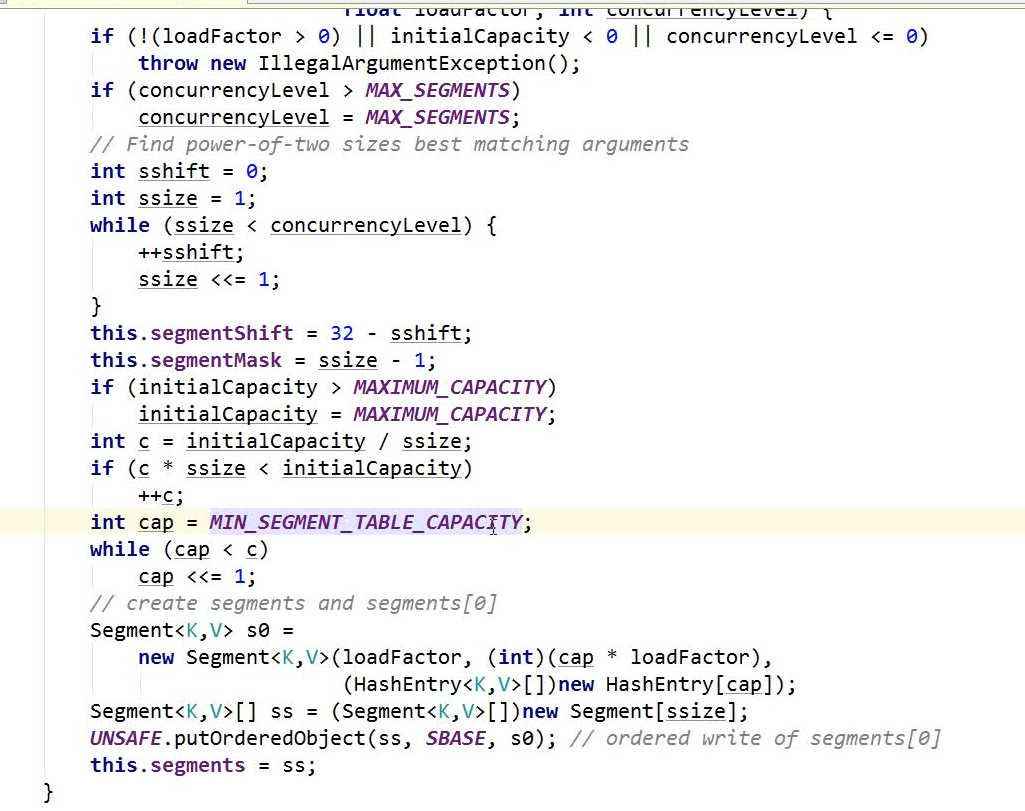 float loadFactor, int concurrencyLevel) {
if (!(loadFactor > 0) || initialCapacity < 0 || concurrencyLevel <= 0)
throw new IllegalArgumentException();
if (concurrencyLevel > MAX_SEGMENTS)
concurrencyLevel = MAX_SEGMENTS;
// Find power-of-two sizes best matching arguments
int sshift = 0;
int ssize = 1;
while (ssize < concurrencyLevel) {
++sshift;
ssize <<= 1;
}
this.segmentShift = 32 - sshift;
this.segmentMask = ssize - 1;
if (initialCapacity > MAXIMUM_CAPACITY)
initialCapacity = MAXIMUM_CAPACITY;
int c = initialCapacity / ssize;
if (c * ssize < initialCapacity)
++c;
int cap = MIN_SEGMENT_TABLE_CAPACITY;
while (cap < c)
cap <<= 1;
// create segments and segments[0]
Segment<K,V> s0 =
new Segment<K,V>(loadFactor, (int)(cap * loadFactor),
(HashEntry<K,V>[])new HashEntry[cap]);
Segment<K,V>[] ss = (Segment<K,V>[])new Segment[ssize];
UNSAFE.putOrderedObject(ss, SBASE, s0); // ordered write of segments[0]
this.segments = ss;
}